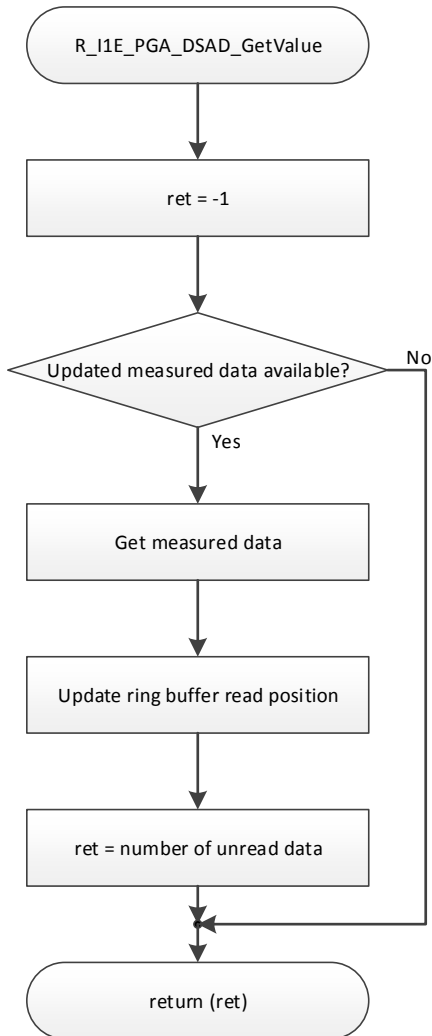 R_I1E_PGA_DSAD_GetValue
ret = -1
Updated measured data available?
No
Yes
Get measured data
Update ring buffer read position
ret = number of unread data
return (ret)